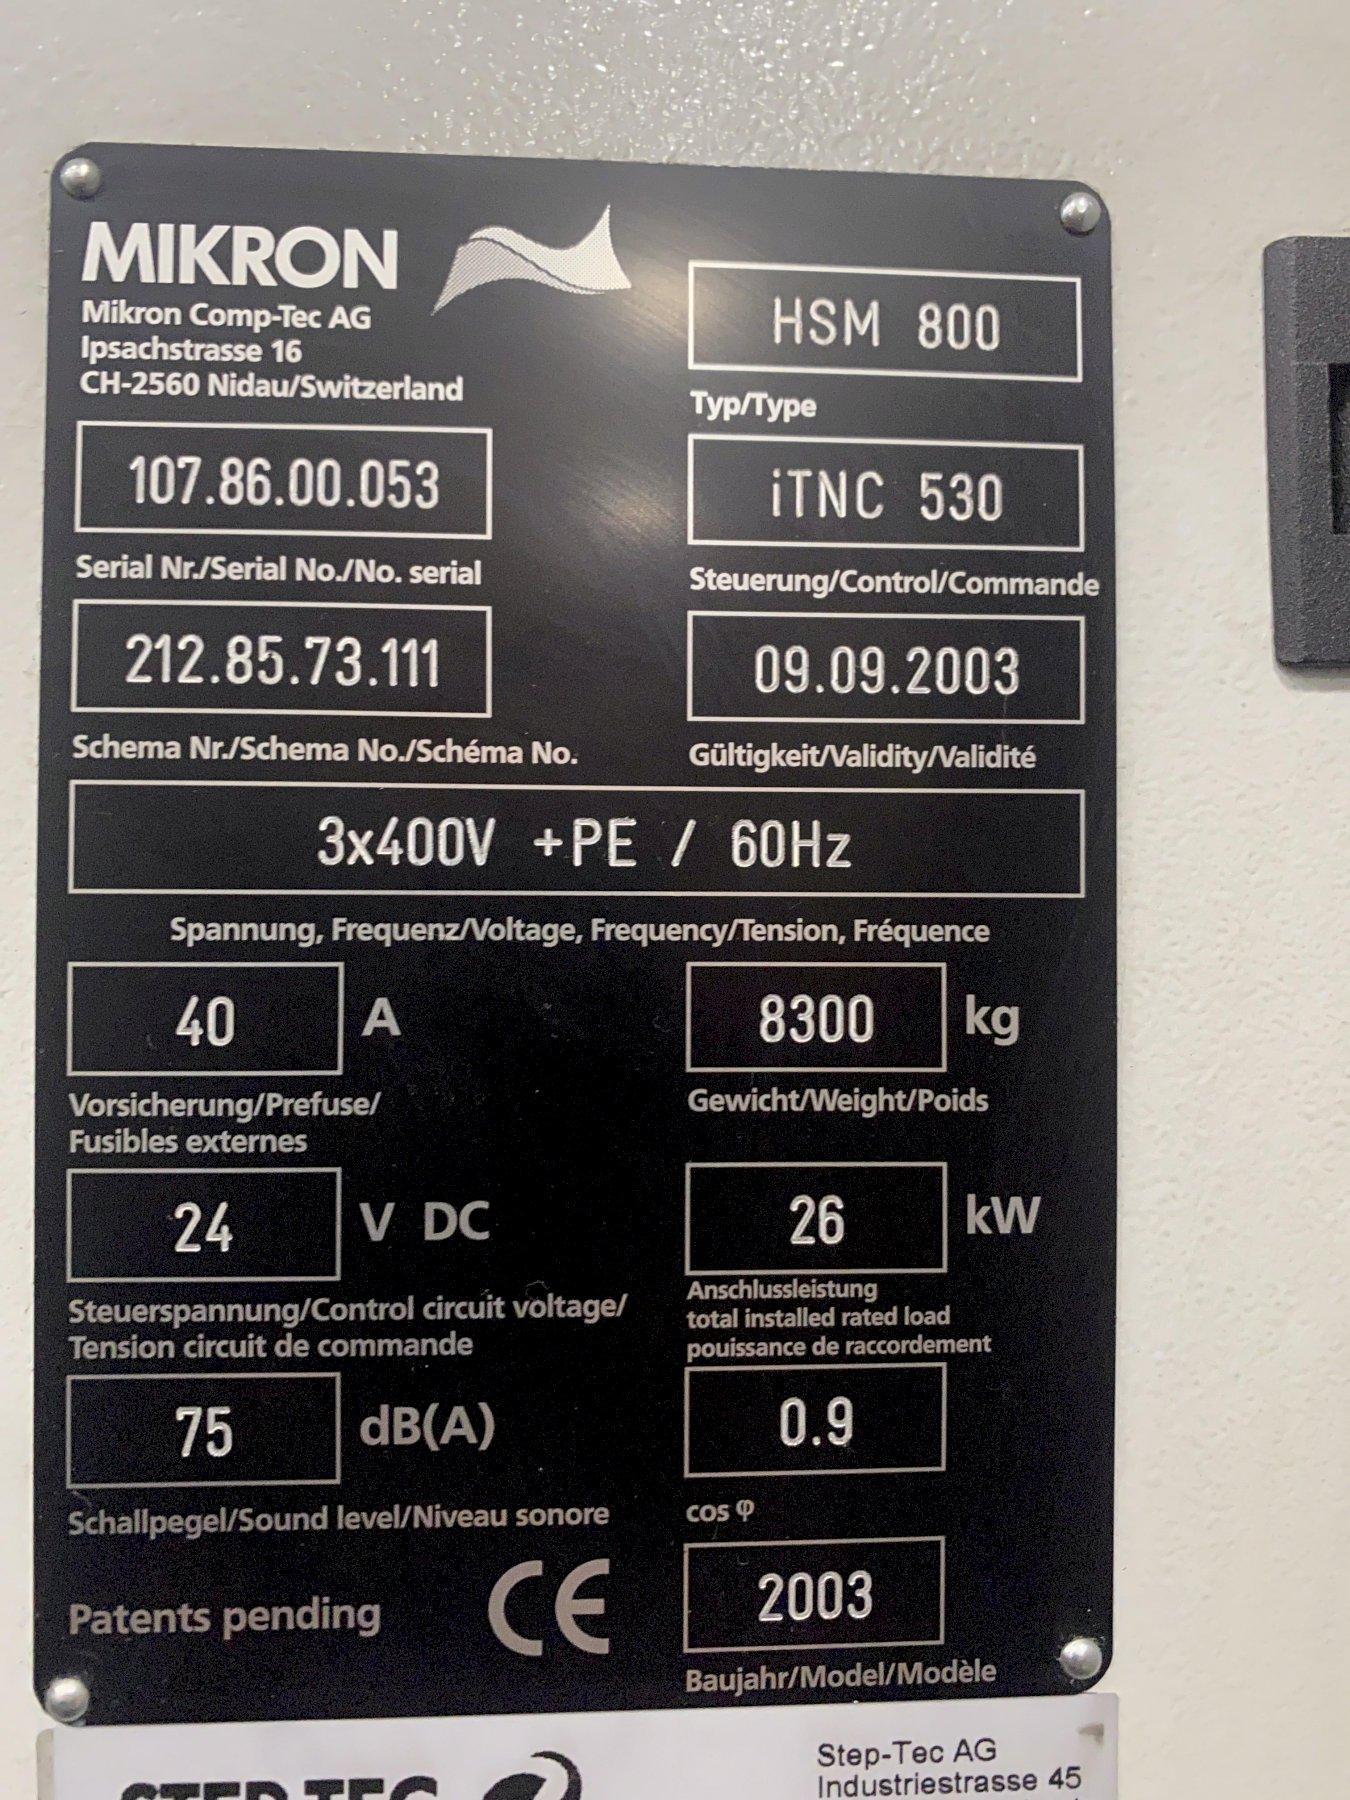 MIKRON
Mikron Comp-Tec AG
Ipsachstrasse 16
CH-2560 Nidau/Switzerland
HSM 800
Typ/Type
107.86.00.053
Serial Nr./Serial No./No. serial
iTNC 530
Steuerung/Control/Commande
212.85.73.111
Schema Nr./Schema No./Schéma No.
09.09.2003
Gültigkeit/Validity/Validité
3x400V +PE / 60Hz
Spannung, Frequenz/Voltage, Frequency/Tension, Fréquence
40 A
Vorsicherung/Prefuse/
Fusibles externes
8300 kg
Gewicht/Weight/Poids
24 V DC
Steuerspannung/Control circuit voltage/
Tension circuit de commande
26 kW
Anschlussleistung
total installed rated load
pouissance de raccordement
75 dB(A)
Schallpegel/Sound level/Niveau sonore
0.9
cos φ
Patents pending CE
2003
Baujahr/Model/Modèle
STEP-TEC
Step-Tec AG
Industriestrasse 45